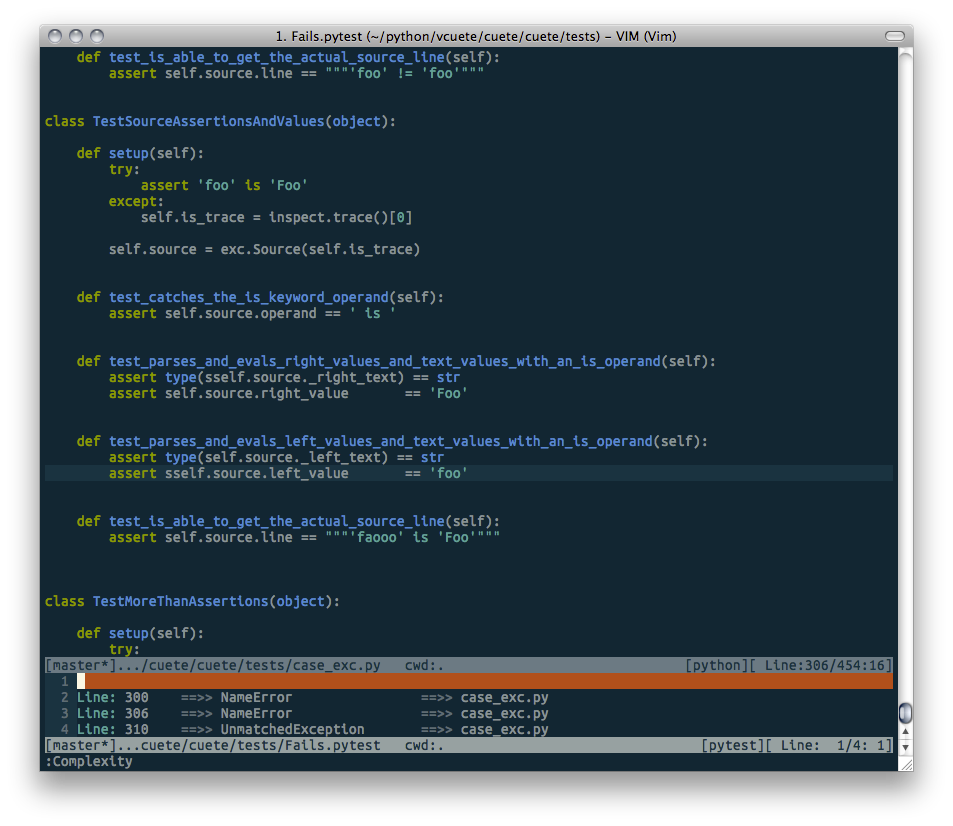 1. Fails.pytest (~/python/vcuete/cuete/cuete/tests) – VIM (Vim)
    def test_is_able_to_get_the_actual_source_line(self):
        assert self.source.line == """'foo' != 'foo'"""
class TestSourceAssertionsAndValues(object):
    def setup(self):
        try:
            assert 'foo' is 'Foo'
        except:
            self.is_trace = inspect.trace()[0]
        self.source = exc.Source(self.is_trace)
    def test_catches_the_is_keyword_operand(self):
        assert self.source.operand == ' is '
    def test_parses_and_evals_right_values_and_text_values_with_an_is_operand(self):
        assert type(sself.source._right_text) == str
        assert self.source.right_value       == 'Foo'
    def test_parses_and_evals_left_values_and_text_values_with_an_is_operand(self):
        assert type(self.source._left_text) == str
        assert sself.source.left_value       == 'foo'
    def test_is_able_to_get_the_actual_source_line(self):
        assert self.source.line == """'faooo' is 'Foo'"""
class TestMoreThanAssertions(object):
    def setup(self):
        try:
[master*].../cuete/cuete/tests/case_exc.py   cwd:.                              [python][ Line:306/454:16]
  1
  2 Line: 300    ==>> NameError                ==>> case_exc.py
  3 Line: 306    ==>> NameError                ==>> case_exc.py
  4 Line: 310    ==>> UnmatchedException       ==>> case_exc.py
[master*]...cuete/cuete/tests/Fails.pytest   cwd:.                                [pytest][ Line:  1/4: 1]
:Complexity